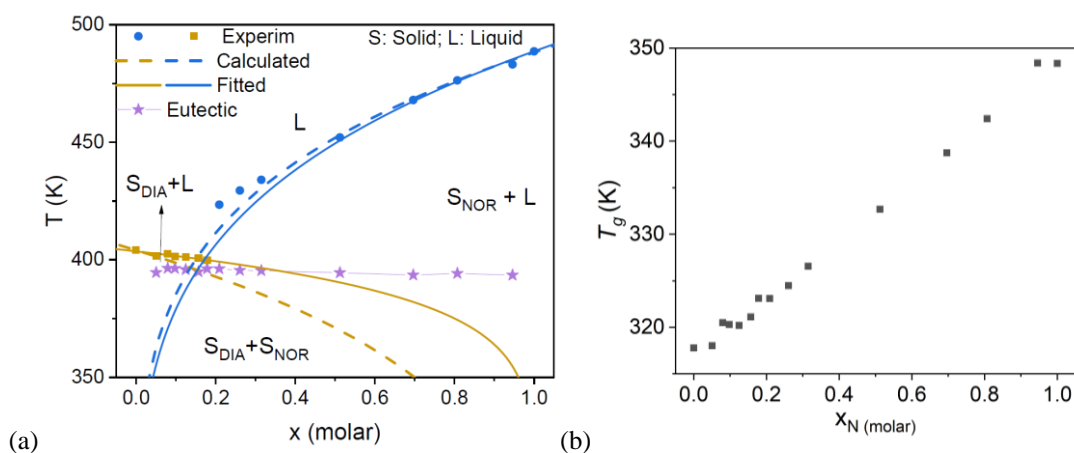 500
450
400
350
T (K)
Experim
Calculated
Fitted
Eutectic
S: Solid; L: Liquid
L
S_DIA+L
S_NOR + L
S_DIA+S_NOR
0.0 0.2 0.4 0.6 0.8 1.0
x (molar)
(a)
350
340
330
320
T_g (K)
0.0 0.2 0.4 0.6 0.8 1.0
x_N (molar)
(b)